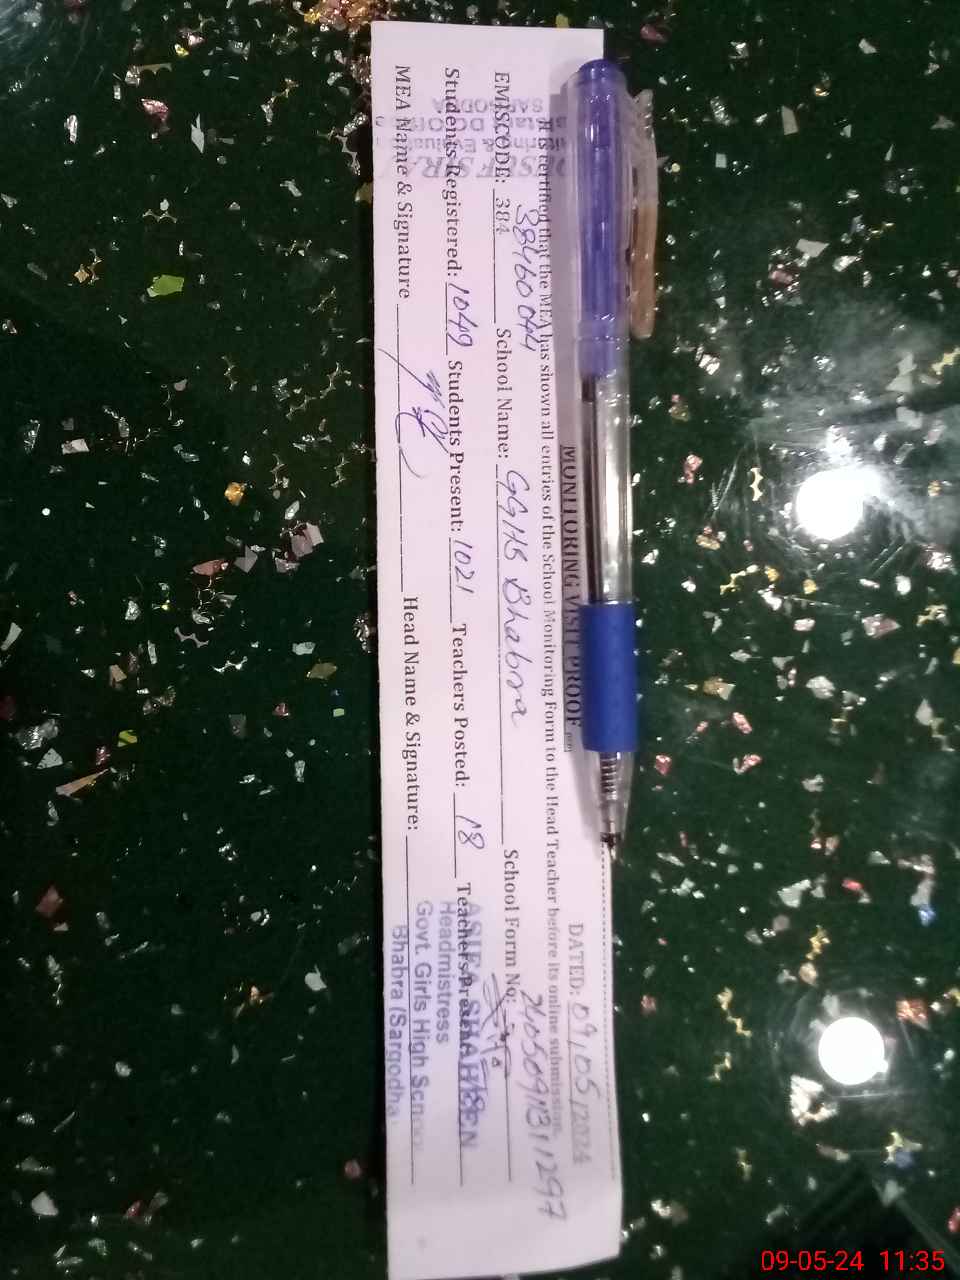 MONITORING VISIT PROOF
DATED: 09/05/2024
It is certified that the MEA has shown all entries of the School Monitoring Form to the Head Teacher before its online submission.
38460044
EMISCODE: 384 School Name: GGHS Bhabra School Form No:
Students Registered: 1049 Students Present: 1021 Teachers Posted: 18 Teachers Present
MEA Name & Signature Head Name & Signature:
SHAHEEN
Headmistress
Govt. Girls High School
Bhabra (Sargodha)
SARGODHA
09-05-24 11:35